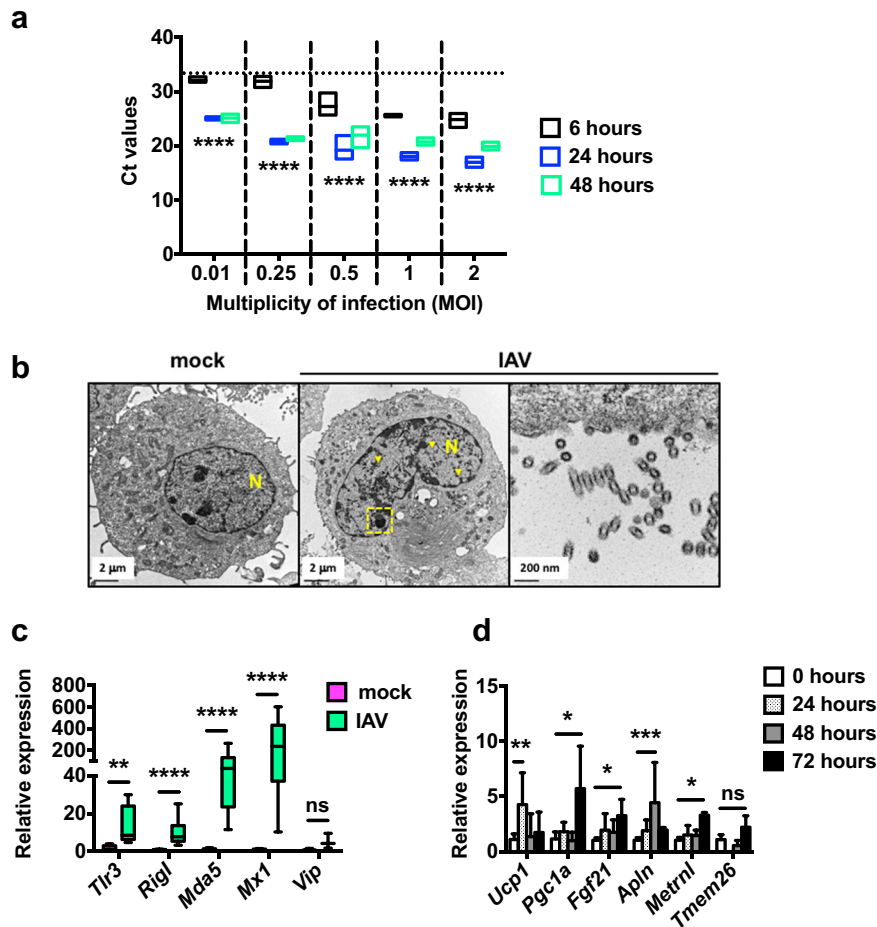 a
40
30
20
10
0
Ct values
****
****
****
****
****
0.01 0.25 0.5 1 2
Multiplicity of infection (MOI)
6 hours
24 hours
48 hours
b
mock IAV
N
N
2 µm
2 µm
200 nm
c
Relative expression
800
600
400
200
40
20
0
**
****
****
****
ns
Tlr3 RigI Mda5 Mx1 Vip
mock
IAV
d
Relative expression
15
10
5
0
**
*
*
***
*
ns
Ucp1 Pgc1a Fgf21 Apln Metrnl Tmem26
0 hours
24 hours
48 hours
72 hours